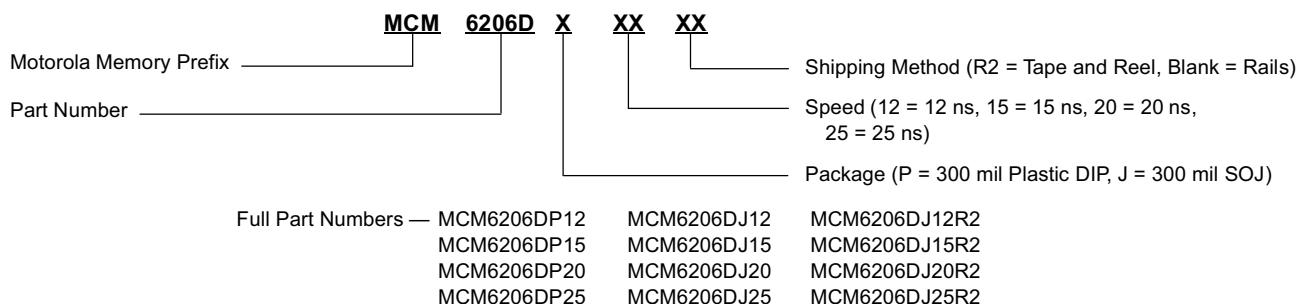 MCM 6206D X XX XX
Motorola Memory Prefix
Shipping Method (R2 = Tape and Reel, Blank = Rails)
Part Number
Speed (12 = 12 ns, 15 = 15 ns, 20 = 20 ns,
25 = 25 ns)
Package (P = 300 mil Plastic DIP, J = 300 mil SOJ)
Full Part Numbers — MCM6206DP12 MCM6206DJ12 MCM6206DJ12R2
MCM6206DP15 MCM6206DJ15 MCM6206DJ15R2
MCM6206DP20 MCM6206DJ20 MCM6206DJ20R2
MCM6206DP25 MCM6206DJ25 MCM6206DJ25R2